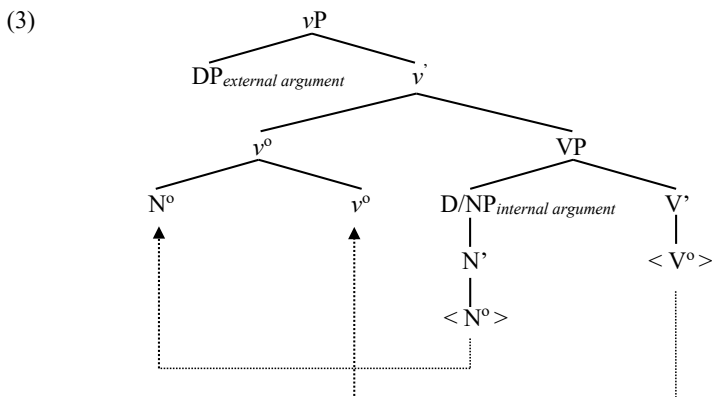 (3)
vP
DPexternal argument
v'
vº
VP
Nº
vº
D/NPinternal argument
V’
N’
< Vº >
< Nº >